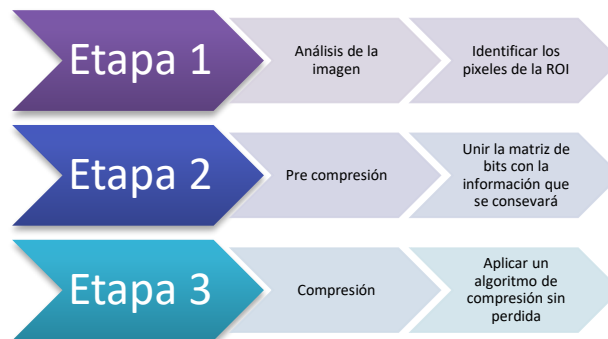 Etapa 1
Análisis de la
imagen
Identificar los
pixeles de la ROI
Etapa 2
Pre compresión
Unir la matriz de
bits con la
información que
se consevará
Etapa 3
Compresión
Aplicar un
algoritmo de
compresión sin
perdida